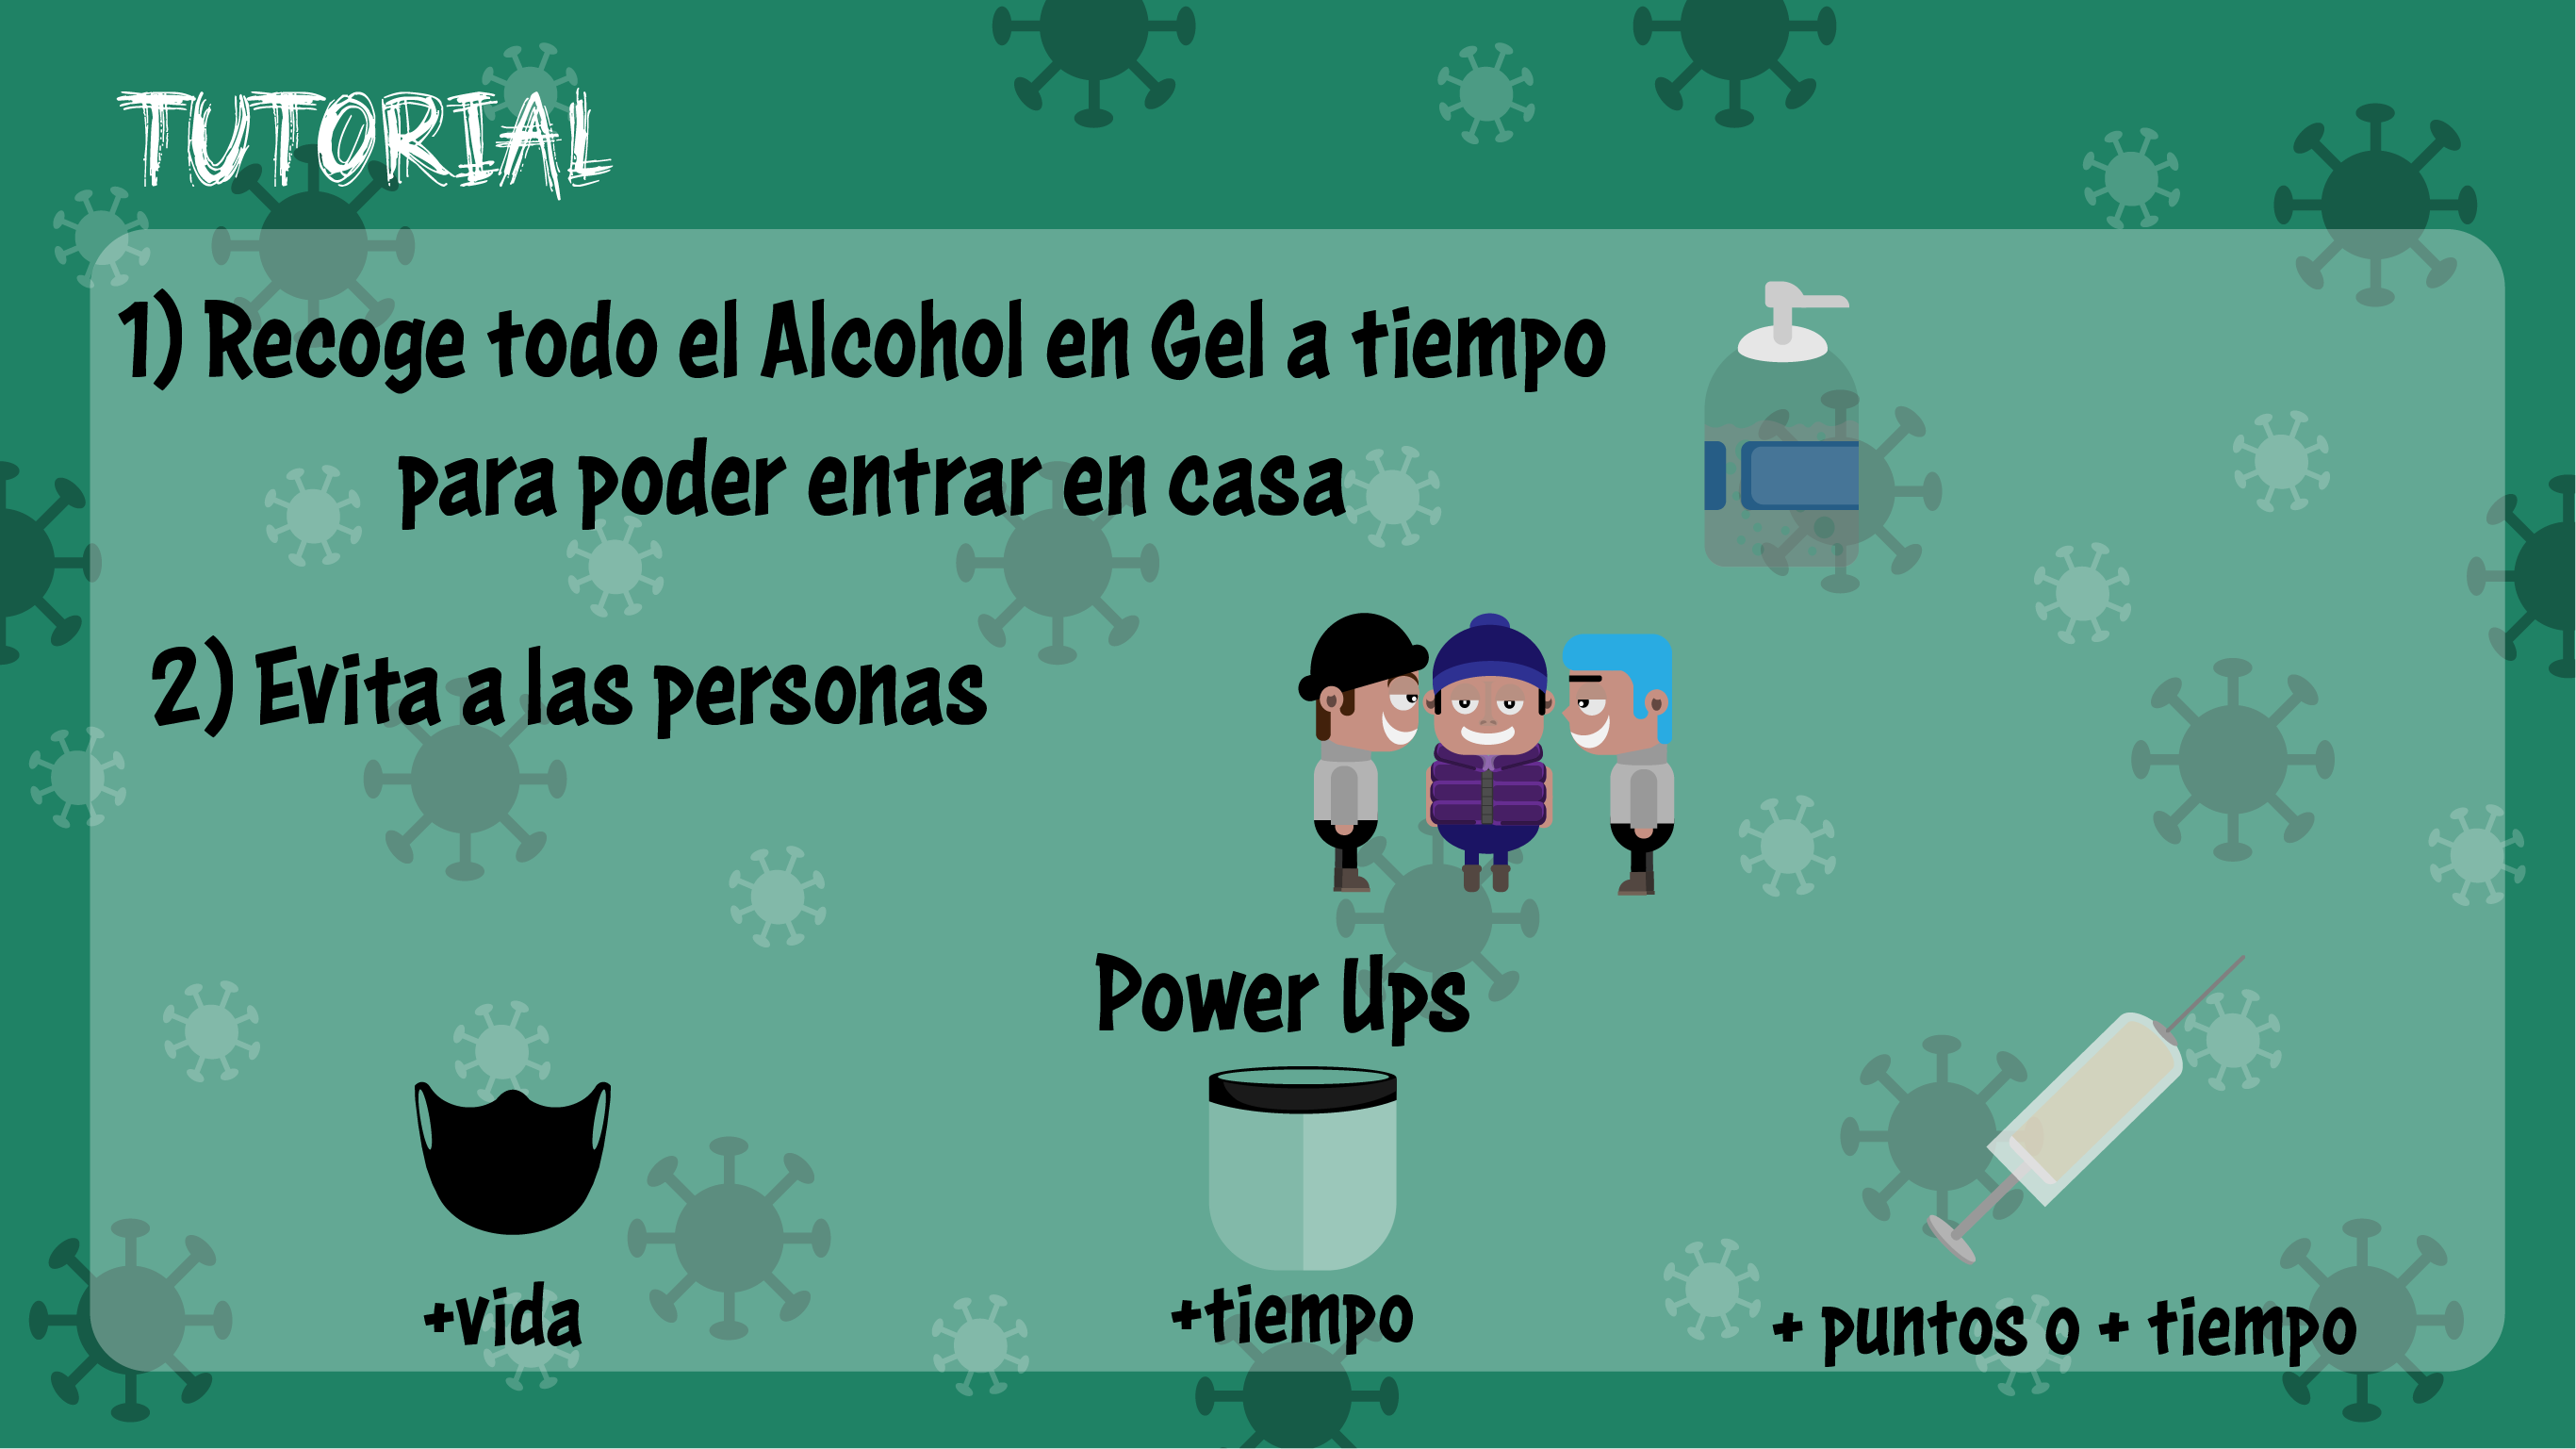 TUTORIAL
1) Recoge todo el Alcohol en Gel a tiempo
para poder entrar en casa
2) Evita a las personas
Power Ups
+vida
+tiempo
+ puntos o + tiempo